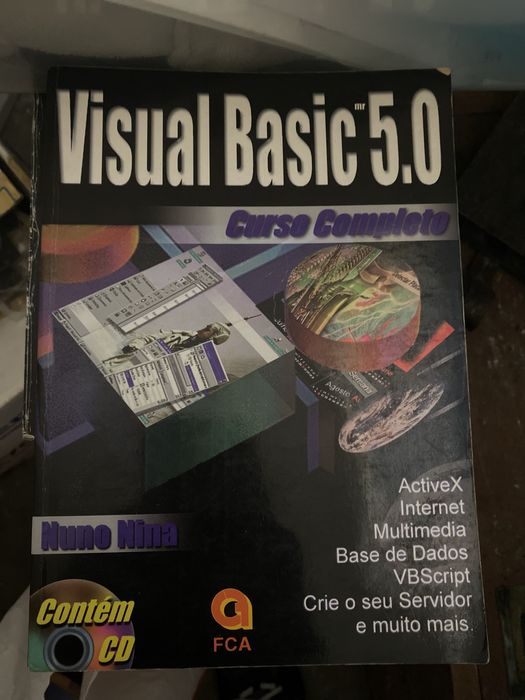 Visual Basic mr 5.0
Curso Completo
Agosto
ActiveX
Internet
Multimedia
Base de Dados
VBScript
Crie o seu Servidor
e muito mais
Nuno Nina
Contém
CD
FCA